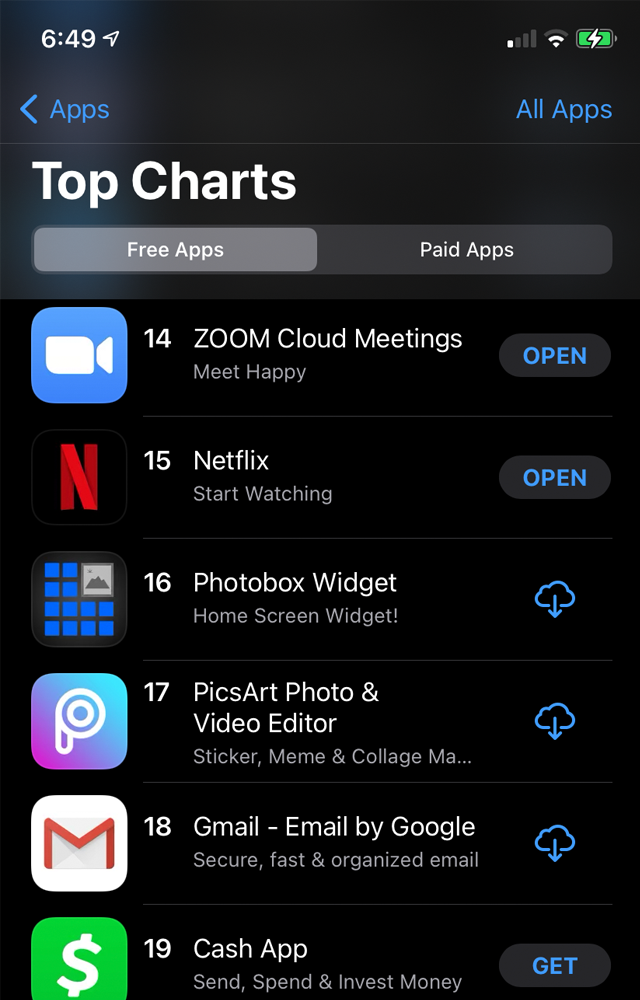 6:49
Apps
All Apps
Top Charts
Free Apps
Paid Apps
14 ZOOM Cloud Meetings
Meet Happy
OPEN
N
15 Netflix
Start Watching
OPEN
16 Photobox Widget
Home Screen Widget!
17 PicsArt Photo &
Video Editor
Sticker, Meme & Collage Ma...
18 Gmail - Email by Google
Secure, fast & organized email
$
19 Cash App
Send, Spend & Invest Money
GET